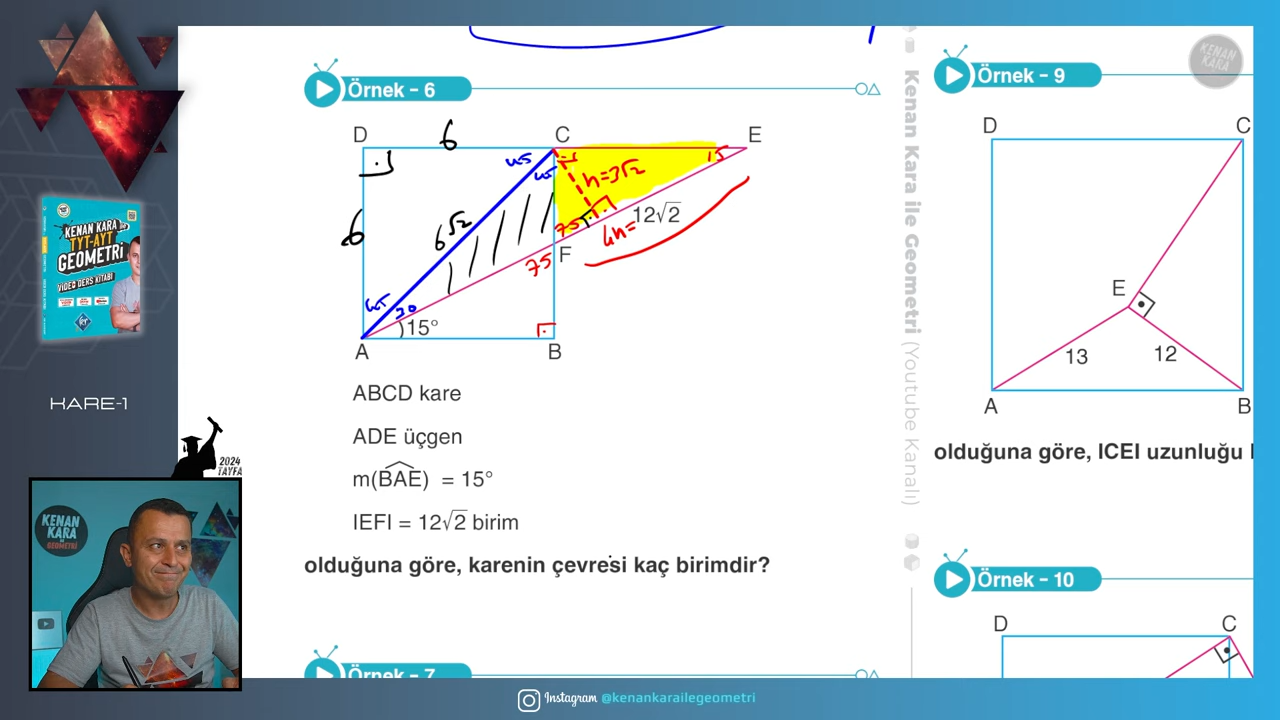 KENAN KARA
TYT-AYT
GEOMETRİ
VİDEO DERS KİTABI
KARE-1
2024
TAYFA
KENAN
KARA
GEOMETRİ
Örnek - 6
D 6 C E
45 45 15
h=3√2
6 6√2
12√2
75 4h=
75 F
45 30
15°
A B
ABCD kare
ADE üçgen
m(BAE) = 15°
IEFI = 12√2 birim
olduğuna göre, karenin çevresi kaç birimdir?
Örnek - 7
Kenan Kara ile Geometri (Youtube Kanalı)
KENAN
KARA
Örnek - 9
D C
E
13 12
A B
olduğuna göre, ICEI uzunluğu
Örnek - 10
D C
Instagram @kenankarailegeometri